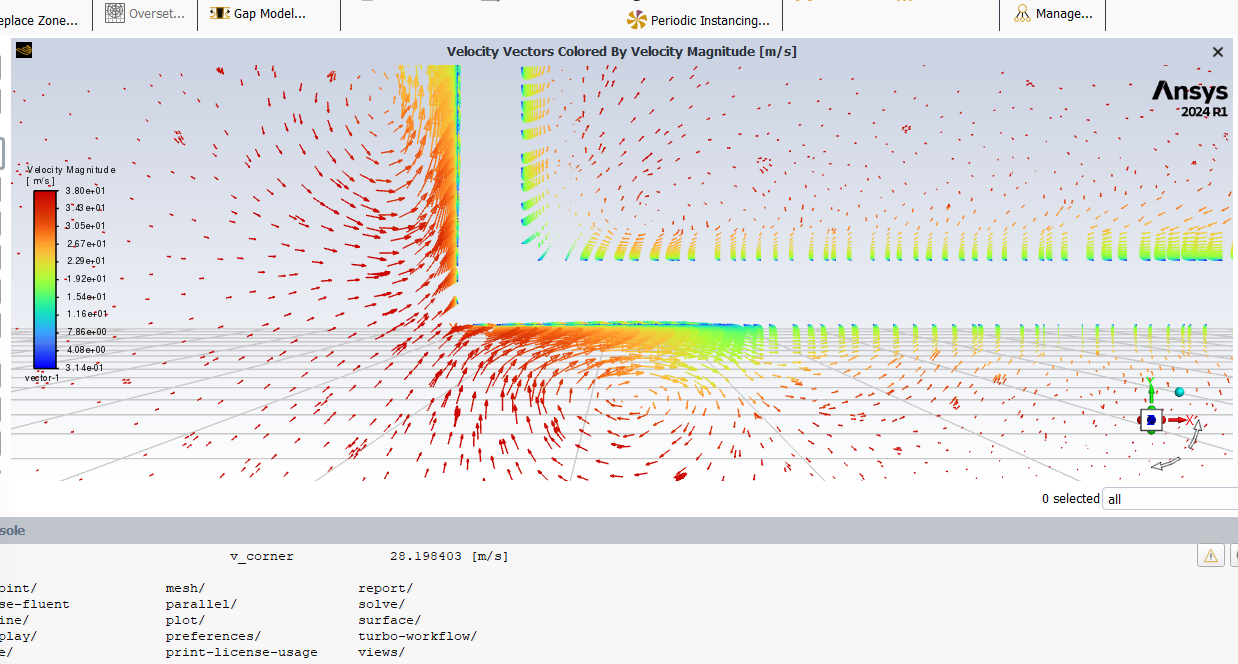 eplace Zone...
Overset...
Gap Model...
Periodic Instancing...
Manage...
Velocity Vectors Colored By Velocity Magnitude [m/s]
Ansys
2024 R1
Velocity Magnitude
[ m/s ]
3.80e+01
3.43e+01
3.05e+01
2.67e+01
2.29e+01
1.92e+01
1.54e+01
1.16e+01
7.86e+00
4.08e+00
3.14e-01
vector-1
Y
X
0 selected
all
sole
v_corner 28.198403 [m/s]
oint/ mesh/ report/
se-fluent parallel/ solve/
ine/ plot/ surface/
play/ preferences/ turbo-workflow/
e/ print-license-usage views/